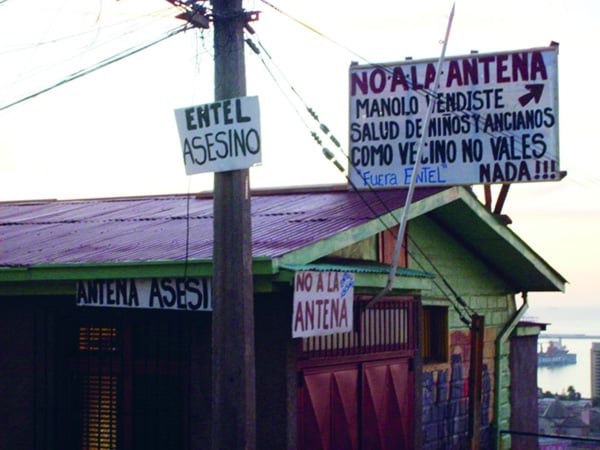 ENTEL
ASESINO
NO A LA ANTENA
MANOLO VENDISTE
SALUD DE NIÑOS Y ANCIANOS
COMO VECINO NO VALES
"Fuera EnTEL" NADA!!!
ANTENA ASESI
NO A LA
ANTENA